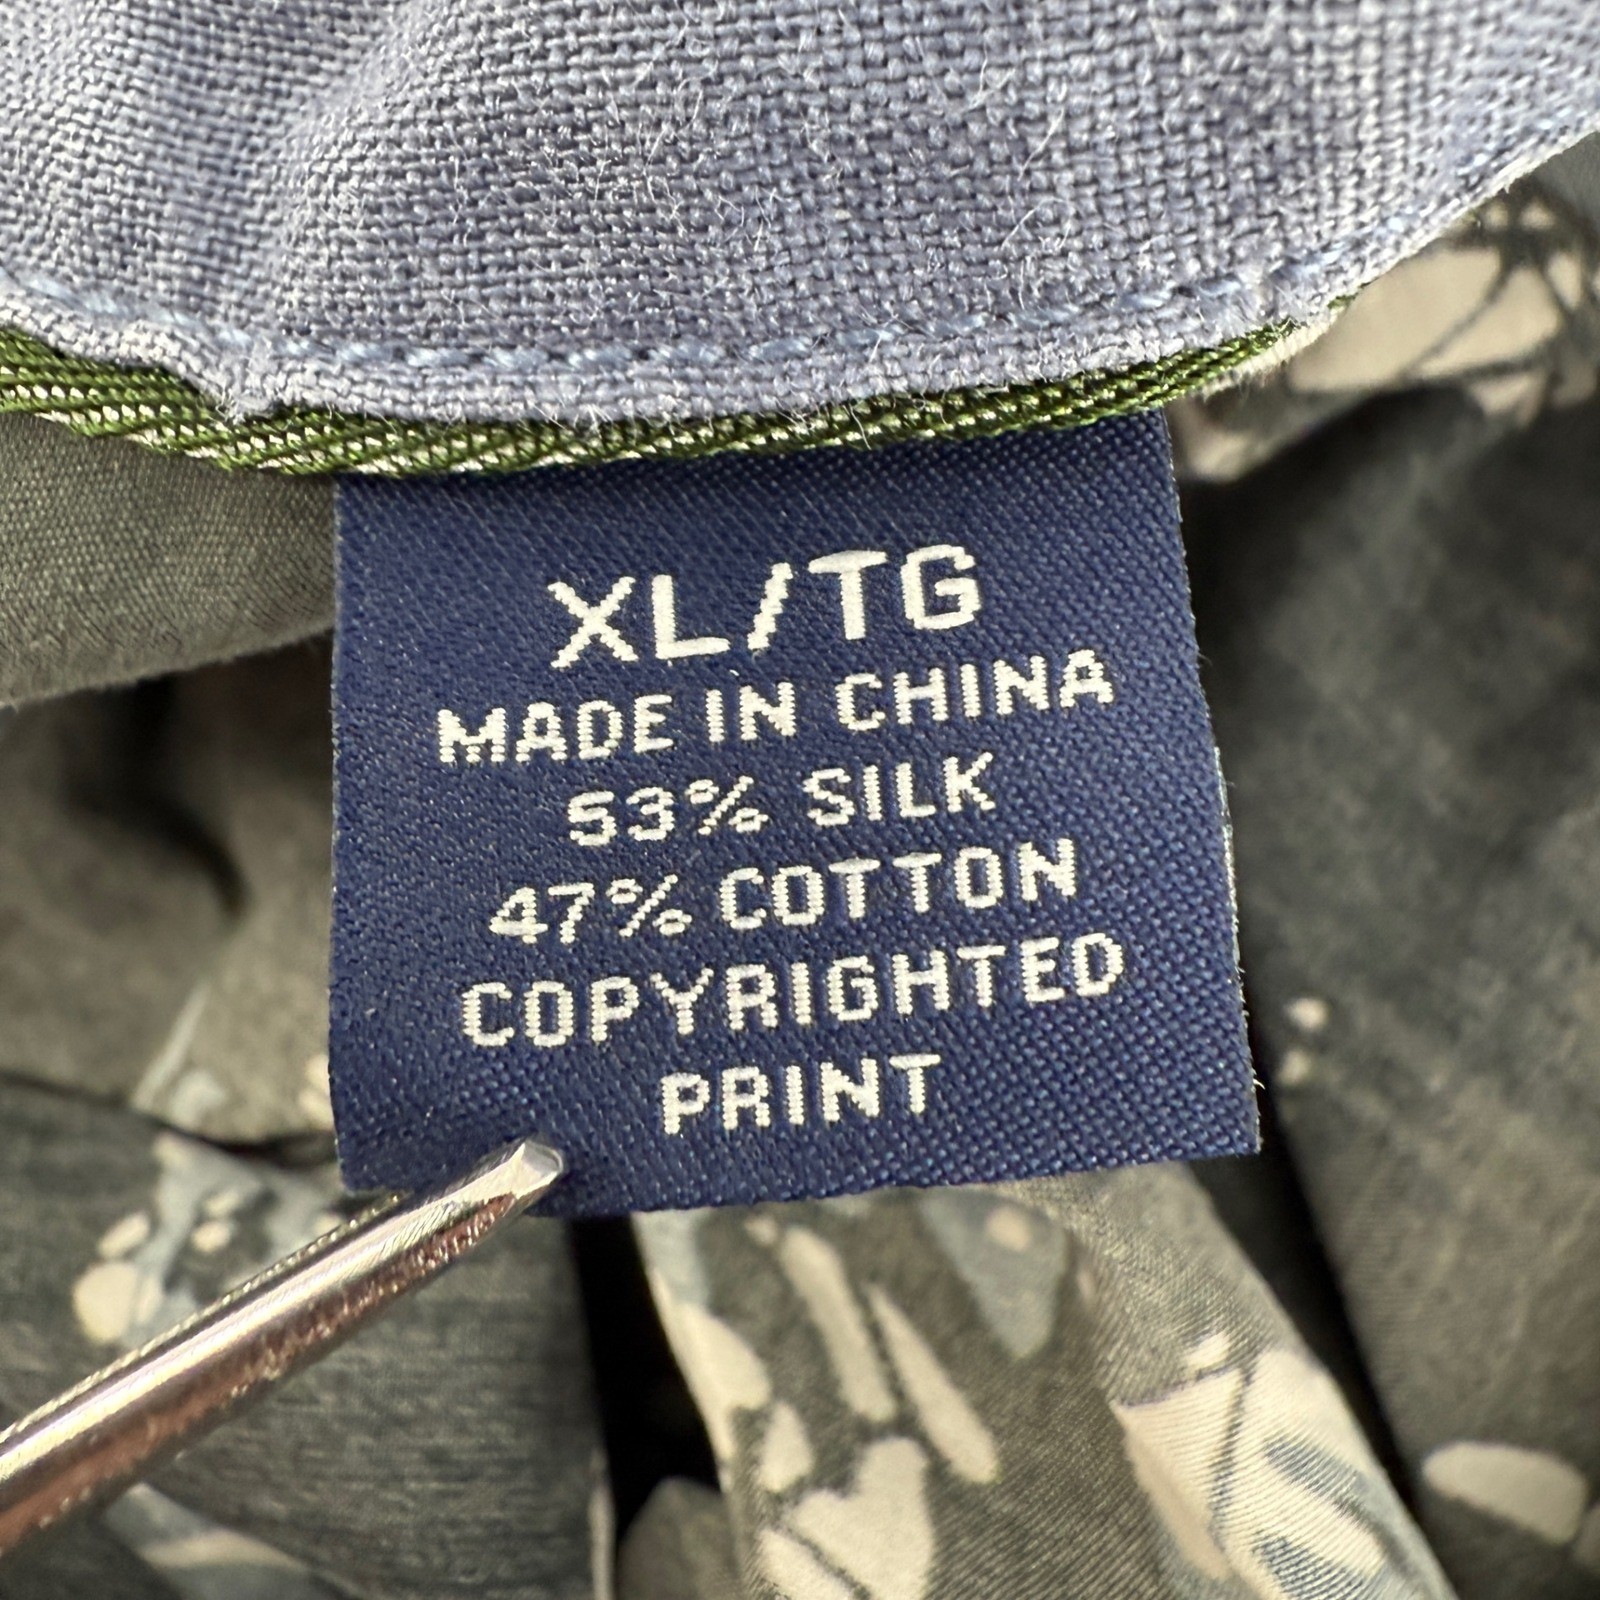 XL/TG
MADE IN CHINA
53% SILK
47% COTTON
COPYRIGHTED
PRINT